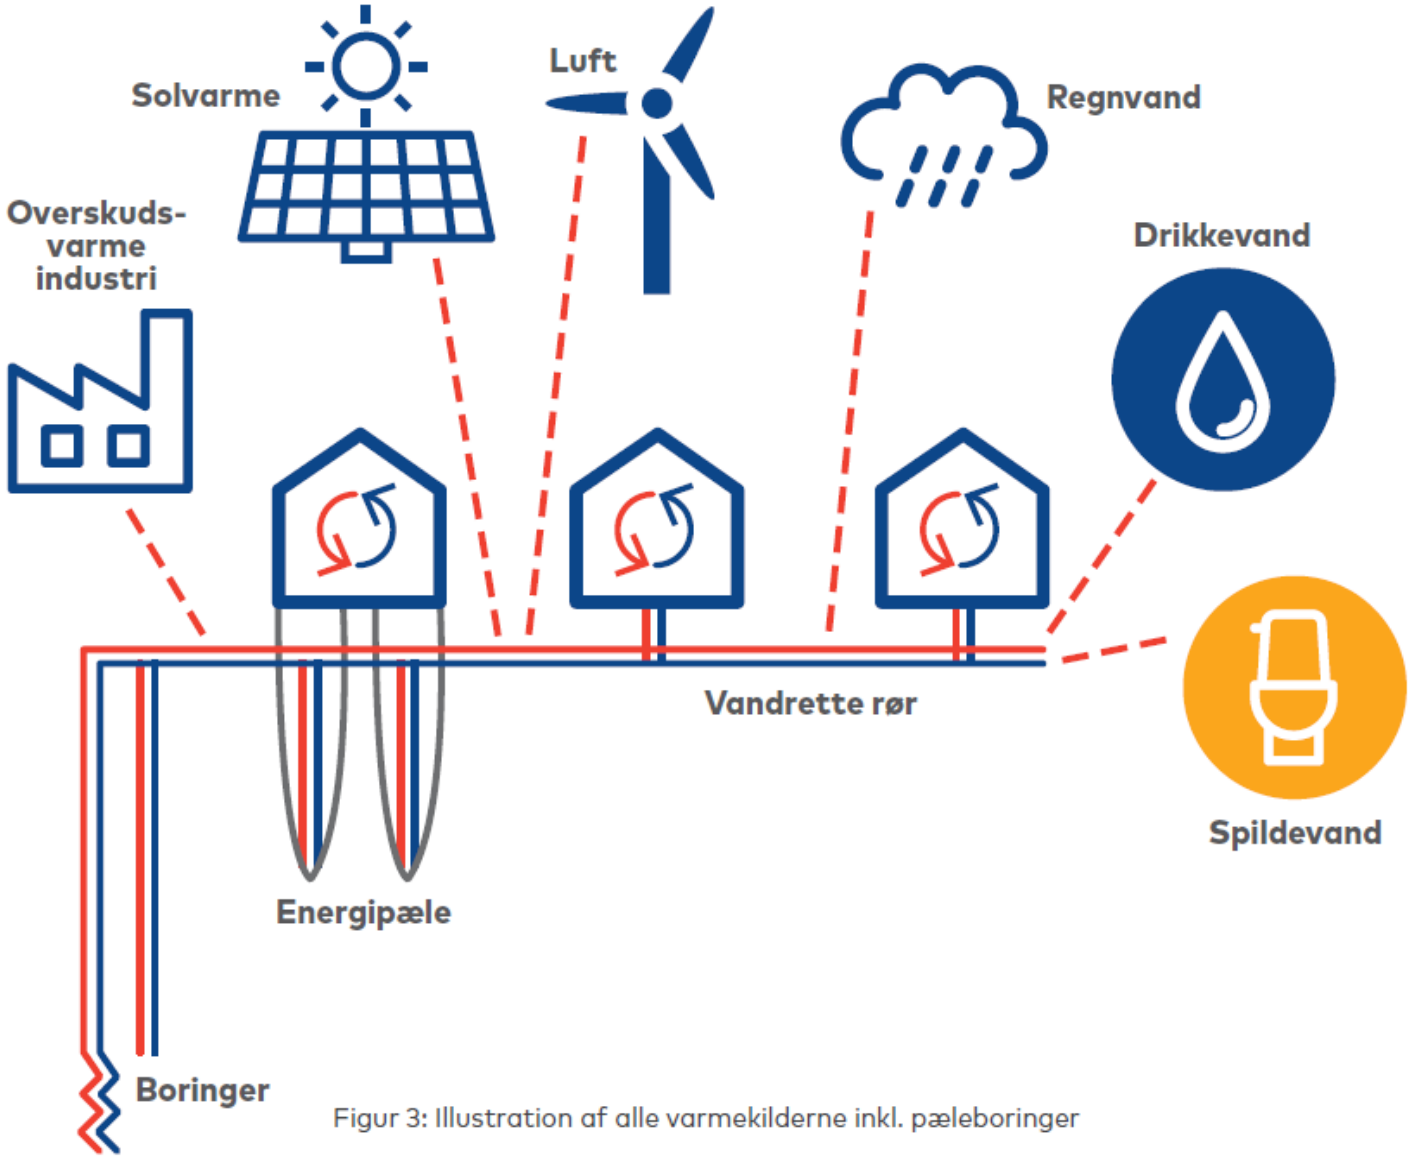 Luft
Solvarme
Regnvand
Overskuds-
varme
industri
Drikkevand
Vandrette rør
Spildevand
Energipæle
Boringer
Figur 3: Illustration af alle varmekilderne inkl. pæleboringer